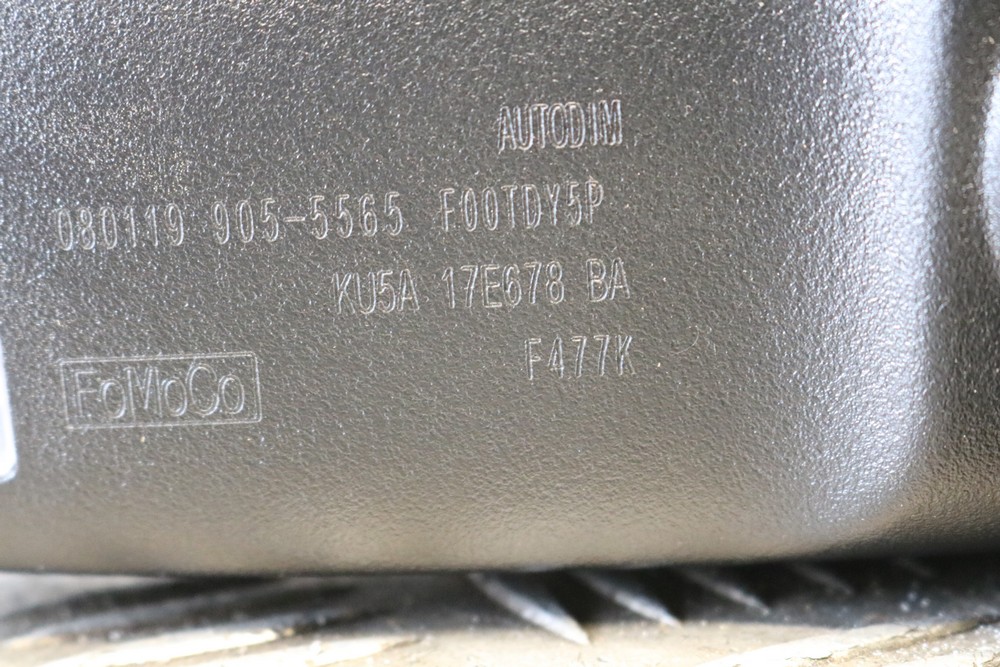 AUTODIM
080119 905-5565 F00TDY5P
KU5A 17E678 BA
F477K
FoMoCo